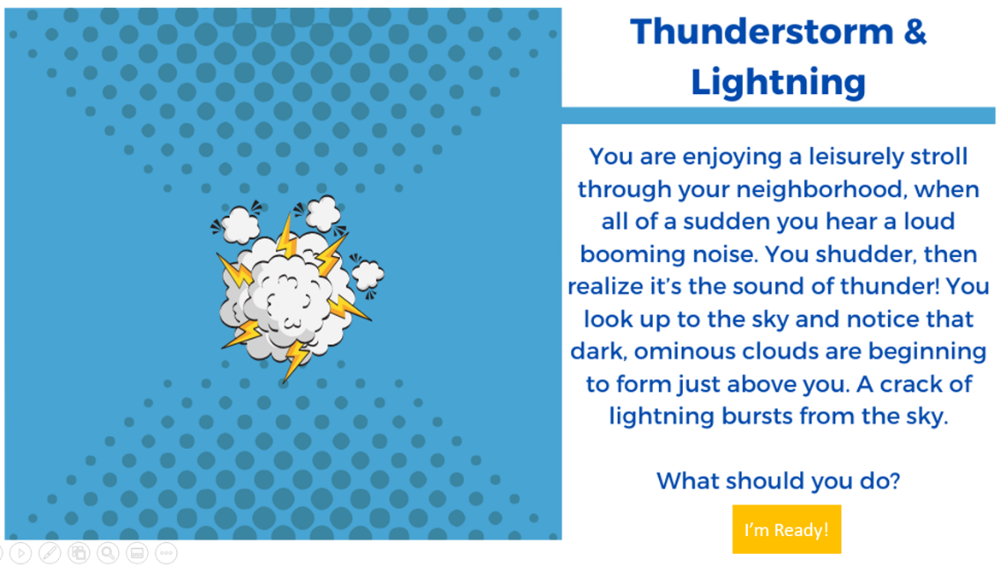 Thunderstorm &
Lightning
You are enjoying a leisurely stroll
through your neighborhood, when
all of a sudden you hear a loud
booming noise. You shudder, then
realize it’s the sound of thunder! You
look up to the sky and notice that
dark, ominous clouds are beginning
to form just above you. A crack of
lightning bursts from the sky.
What should you do?
I’m Ready!